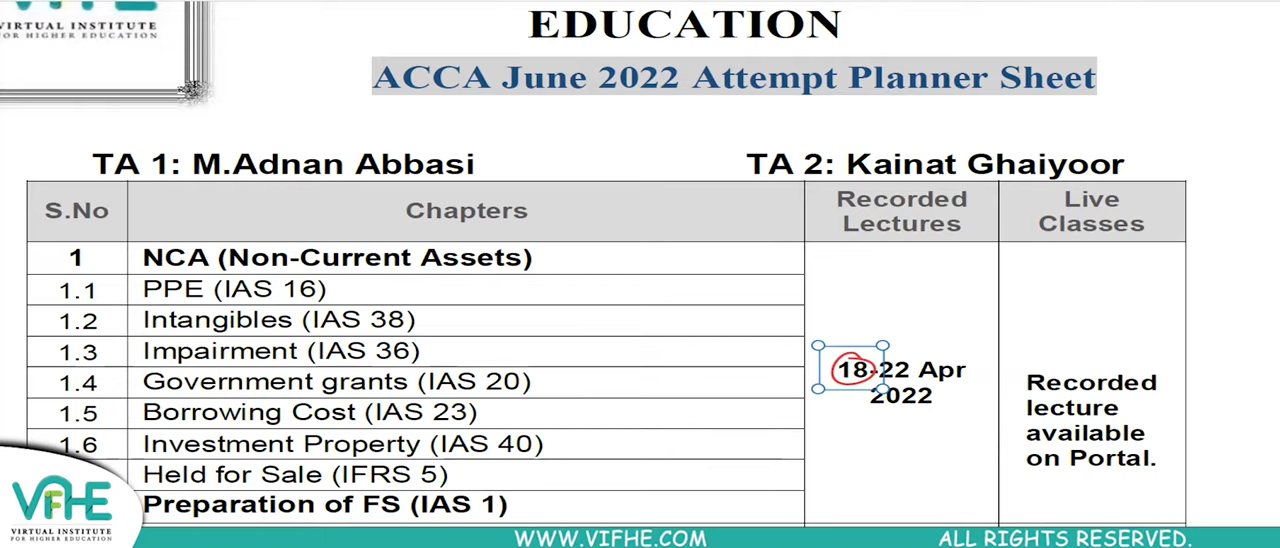 VIFHE
VIRTUAL INSTITUTE
FOR HIGHER EDUCATION
EDUCATION
ACCA June 2022 Attempt Planner Sheet
TA 1: M.Adnan Abbasi
TA 2: Kainat Ghaiyoor
S.No Chapters Recorded Lectures Live Classes
1 NCA (Non-Current Assets)
1.1 PPE (IAS 16)
1.2 Intangibles (IAS 38)
1.3 Impairment (IAS 36)
1.4 Government grants (IAS 20)
1.5 Borrowing Cost (IAS 23)
1.6 Investment Property (IAS 40)
Held for Sale (IFRS 5)
Preparation of FS (IAS 1)
18-22 Apr
2022
Recorded
lecture
available
on Portal.
VIFHE
VIRTUAL INSTITUTE
FOR HIGHER EDUCATION
WWW.VIFHE.COM
ALL RIGHTS RESERVED.